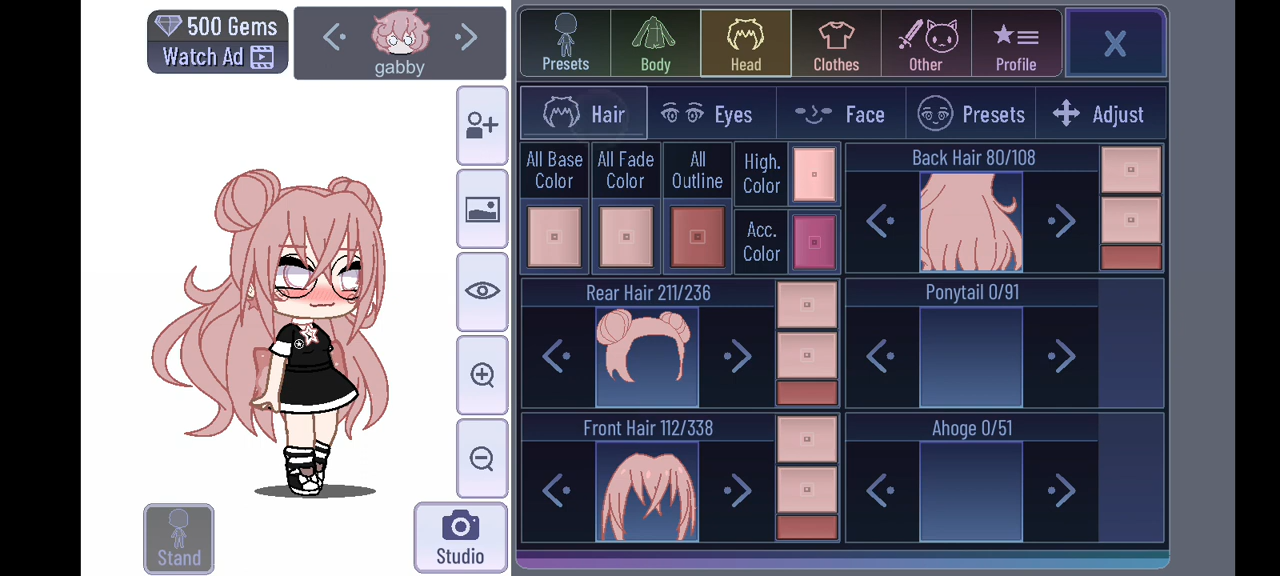 500 Gems
Watch Ad
gabby
Stand
Studio
Presets
Body
Head
Clothes
Other
Profile
X
Hair
Eyes
Face
Presets
Adjust
All Base
Color
All Fade
Color
All
Outline
High.
Color
Acc.
Color
Back Hair 80/108
Rear Hair 211/236
Ponytail 0/91
Front Hair 112/338
Ahoge 0/51